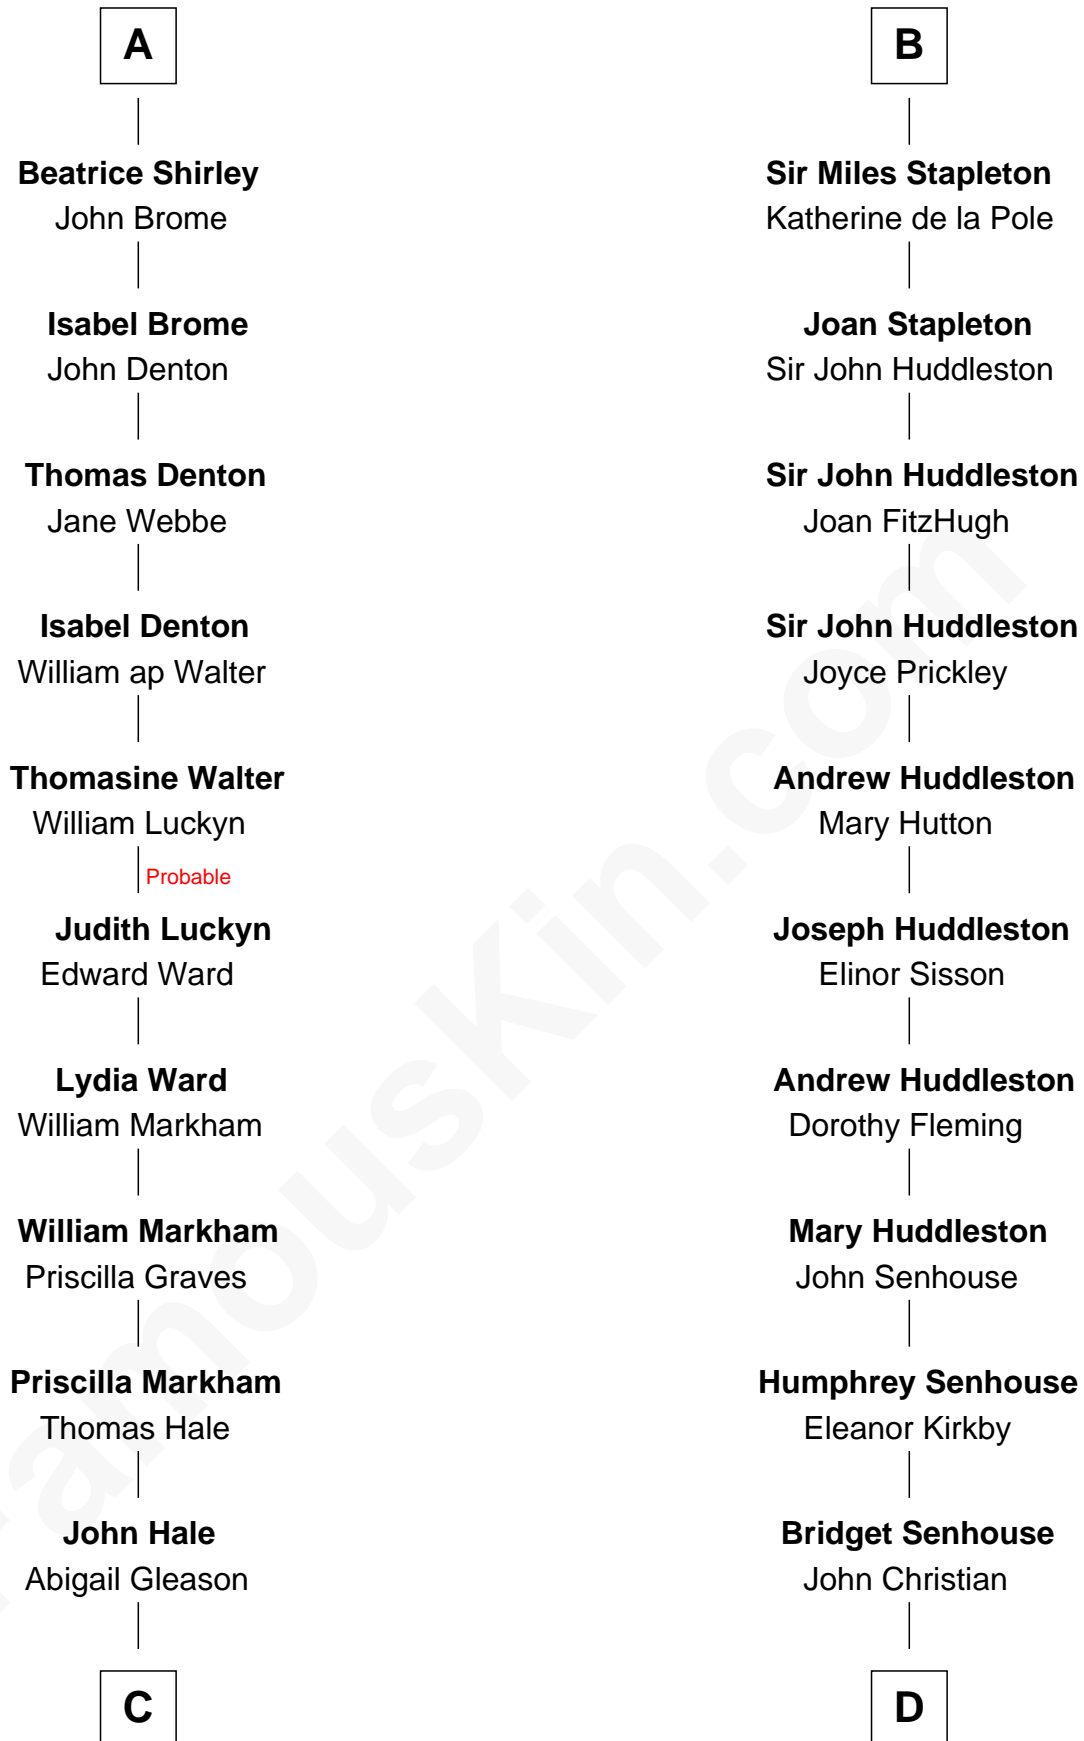 A
Beatrice Shirley
John Brome
Isabel Brome
John Denton
Thomas Denton
Jane Webbe
Isabel Denton
William ap Walter
Thomasine Walter
William Luckyn
Probable
Judith Luckyn
Edward Ward
Lydia Ward
William Markham
William Markham
Priscilla Graves
Priscilla Markham
Thomas Hale
John Hale
Abigail Gleason
C
B
Sir Miles Stapleton
Katherine de la Pole
Joan Stapleton
Sir John Huddleston
Sir John Huddleston
Joan FitzHugh
Sir John Huddleston
Joyce Prickley
Andrew Huddleston
Mary Hutton
Joseph Huddleston
Elinor Sisson
Andrew Huddleston
Dorothy Fleming
Mary Huddleston
John Senhouse
Humphrey Senhouse
Eleanor Kirkby
Bridget Senhouse
John Christian
D
FamousKin.com